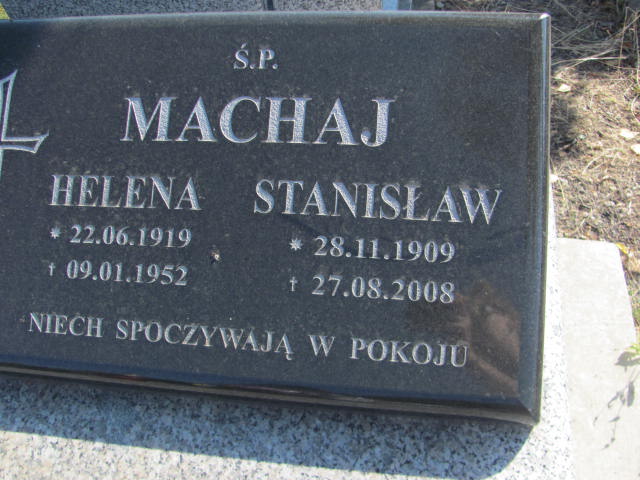 Ś.P.
MACHAJ
HELENA STANISŁAW
* 22.06.1919 * 28.11.1909
† 09.01.1952 † 27.08.2008
NIECH SPOCZYWAJĄ W POKOJU